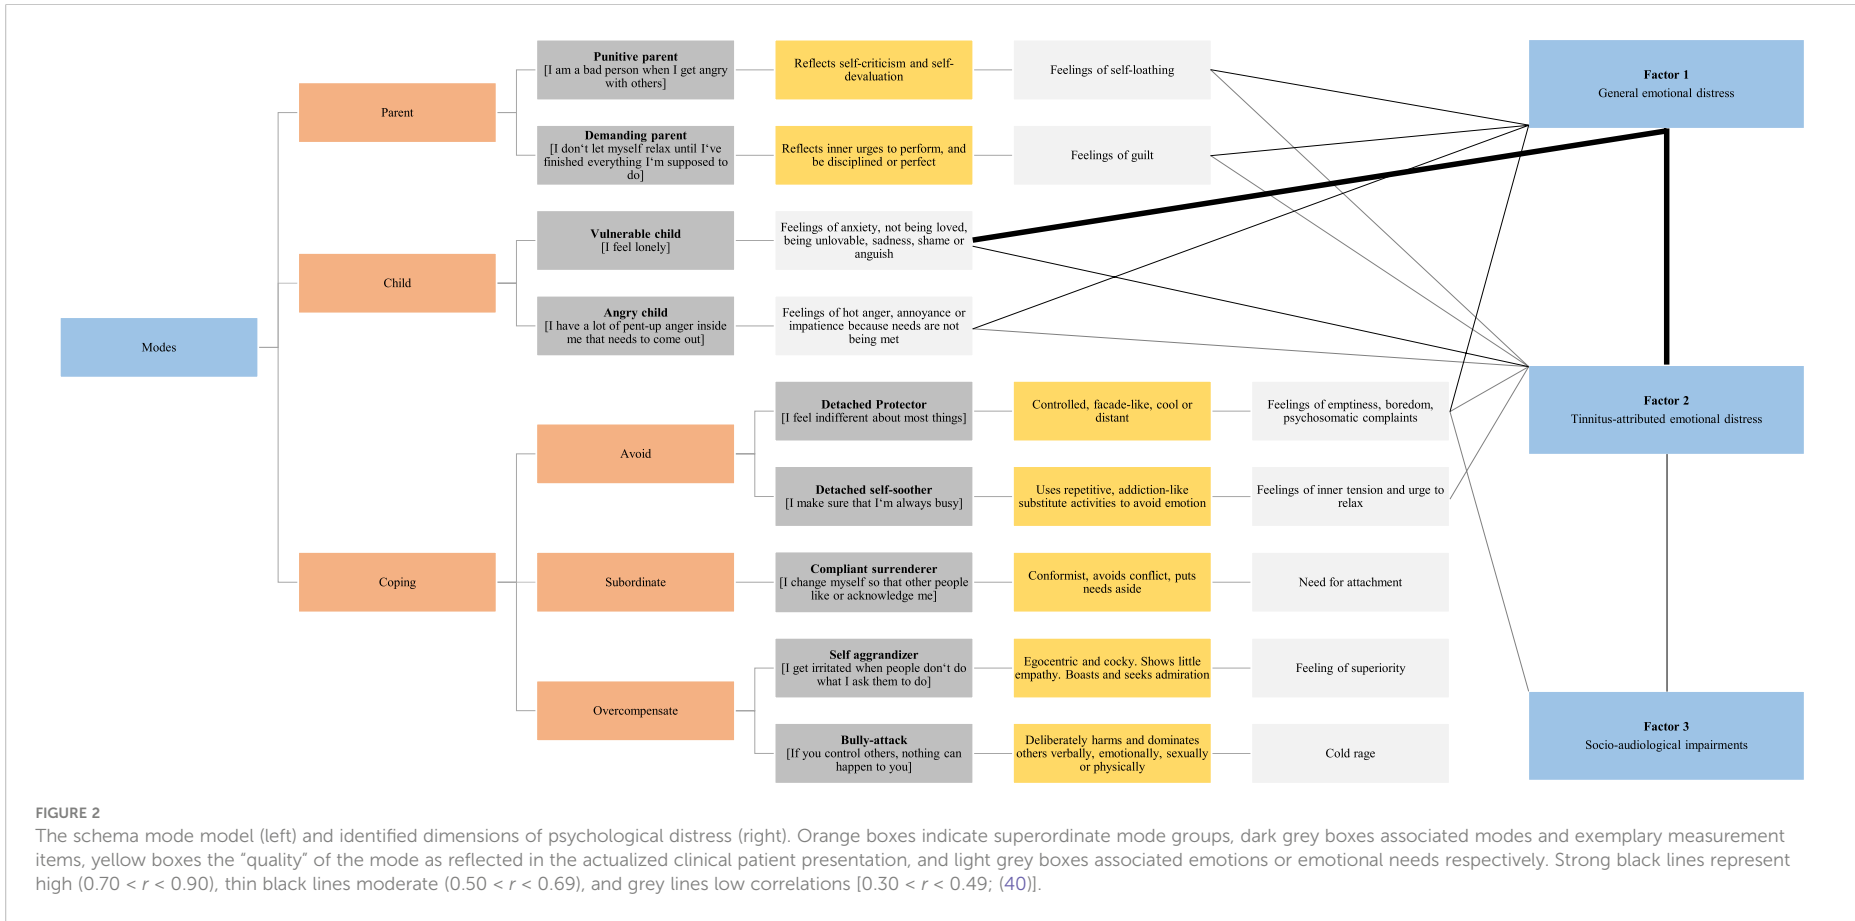 Punitive parent
[I am a bad person when I get angry
with others]
Reflects self-criticism and self-
devaluation
Feelings of self-loathing
Factor 1
General emotional distress
Parent
Demanding parent
[I don‘t let myself relax until I‘ve
finished everything I‘m supposed to
do]
Reflects inner urges to perform, and
be disciplined or perfect
Feelings of guilt
Vulnerable child
[I feel lonely]
Feelings of anxiety, not being loved,
being unlovable, sadness, shame or
anguish
Child
Angry child
[I have a lot of pent-up anger inside
me that needs to come out]
Feelings of hot anger, annoyance or
impatience because needs are not
being met
Modes
Detached Protector
[I feel indifferent about most things]
Controlled, facade-like, cool or
distant
Feelings of emptiness, boredom,
psychosomatic complaints
Factor 2
Tinnitus-attributed emotional distress
Avoid
Detached self-soother
[I make sure that I‘m always busy]
Uses repetitive, addiction-like
substitute activities to avoid emotion
Feelings of inner tension and urge to
relax
Coping
Subordinate
Compliant surrenderer
[I change myself so that other people
like or acknowledge me]
Conformist, avoids conflict, puts
needs aside
Need for attachment
Self aggrandizer
[I get irritated when people don‘t do
what I ask them to do]
Egocentric and cocky. Shows little
empathy. Boasts and seeks admiration
Feeling of superiority
Overcompensate
Factor 3
Socio-audiological impairments
Bully-attack
[If you control others, nothing can
happen to you]
Deliberately harms and dominates
others verbally, emotionally, sexually
or physically
Cold rage
FIGURE 2
The schema mode model (left) and identified dimensions of psychological distress (right). Orange boxes indicate superordinate mode groups, dark grey boxes associated modes and exemplary measurement
items, yellow boxes the “quality” of the mode as reflected in the actualized clinical patient presentation, and light grey boxes associated emotions or emotional needs respectively. Strong black lines represent
high (0.70 < r < 0.90), thin black lines moderate (0.50 < r < 0.69), and grey lines low correlations [0.30 < r < 0.49; (40)].